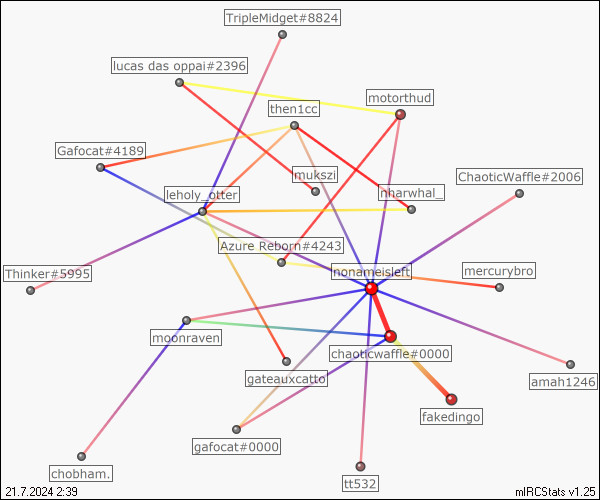 TripleMidget#8824
lucas das oppai#2396
motorthud
then1cc
Gafocat#4189
mukszi
ChaoticWaffle#2006
leholy_otter
nharwhal_
Azure Reborn#4243
nonameisleft
mercurybro
Thinker#5995
moonraven
chaoticwaffle#0000
gateauxcatto
amah1246
fakedingo
gafocat#0000
chobham.
tt532
21.7.2024 2:39
mIRCStats v1.25